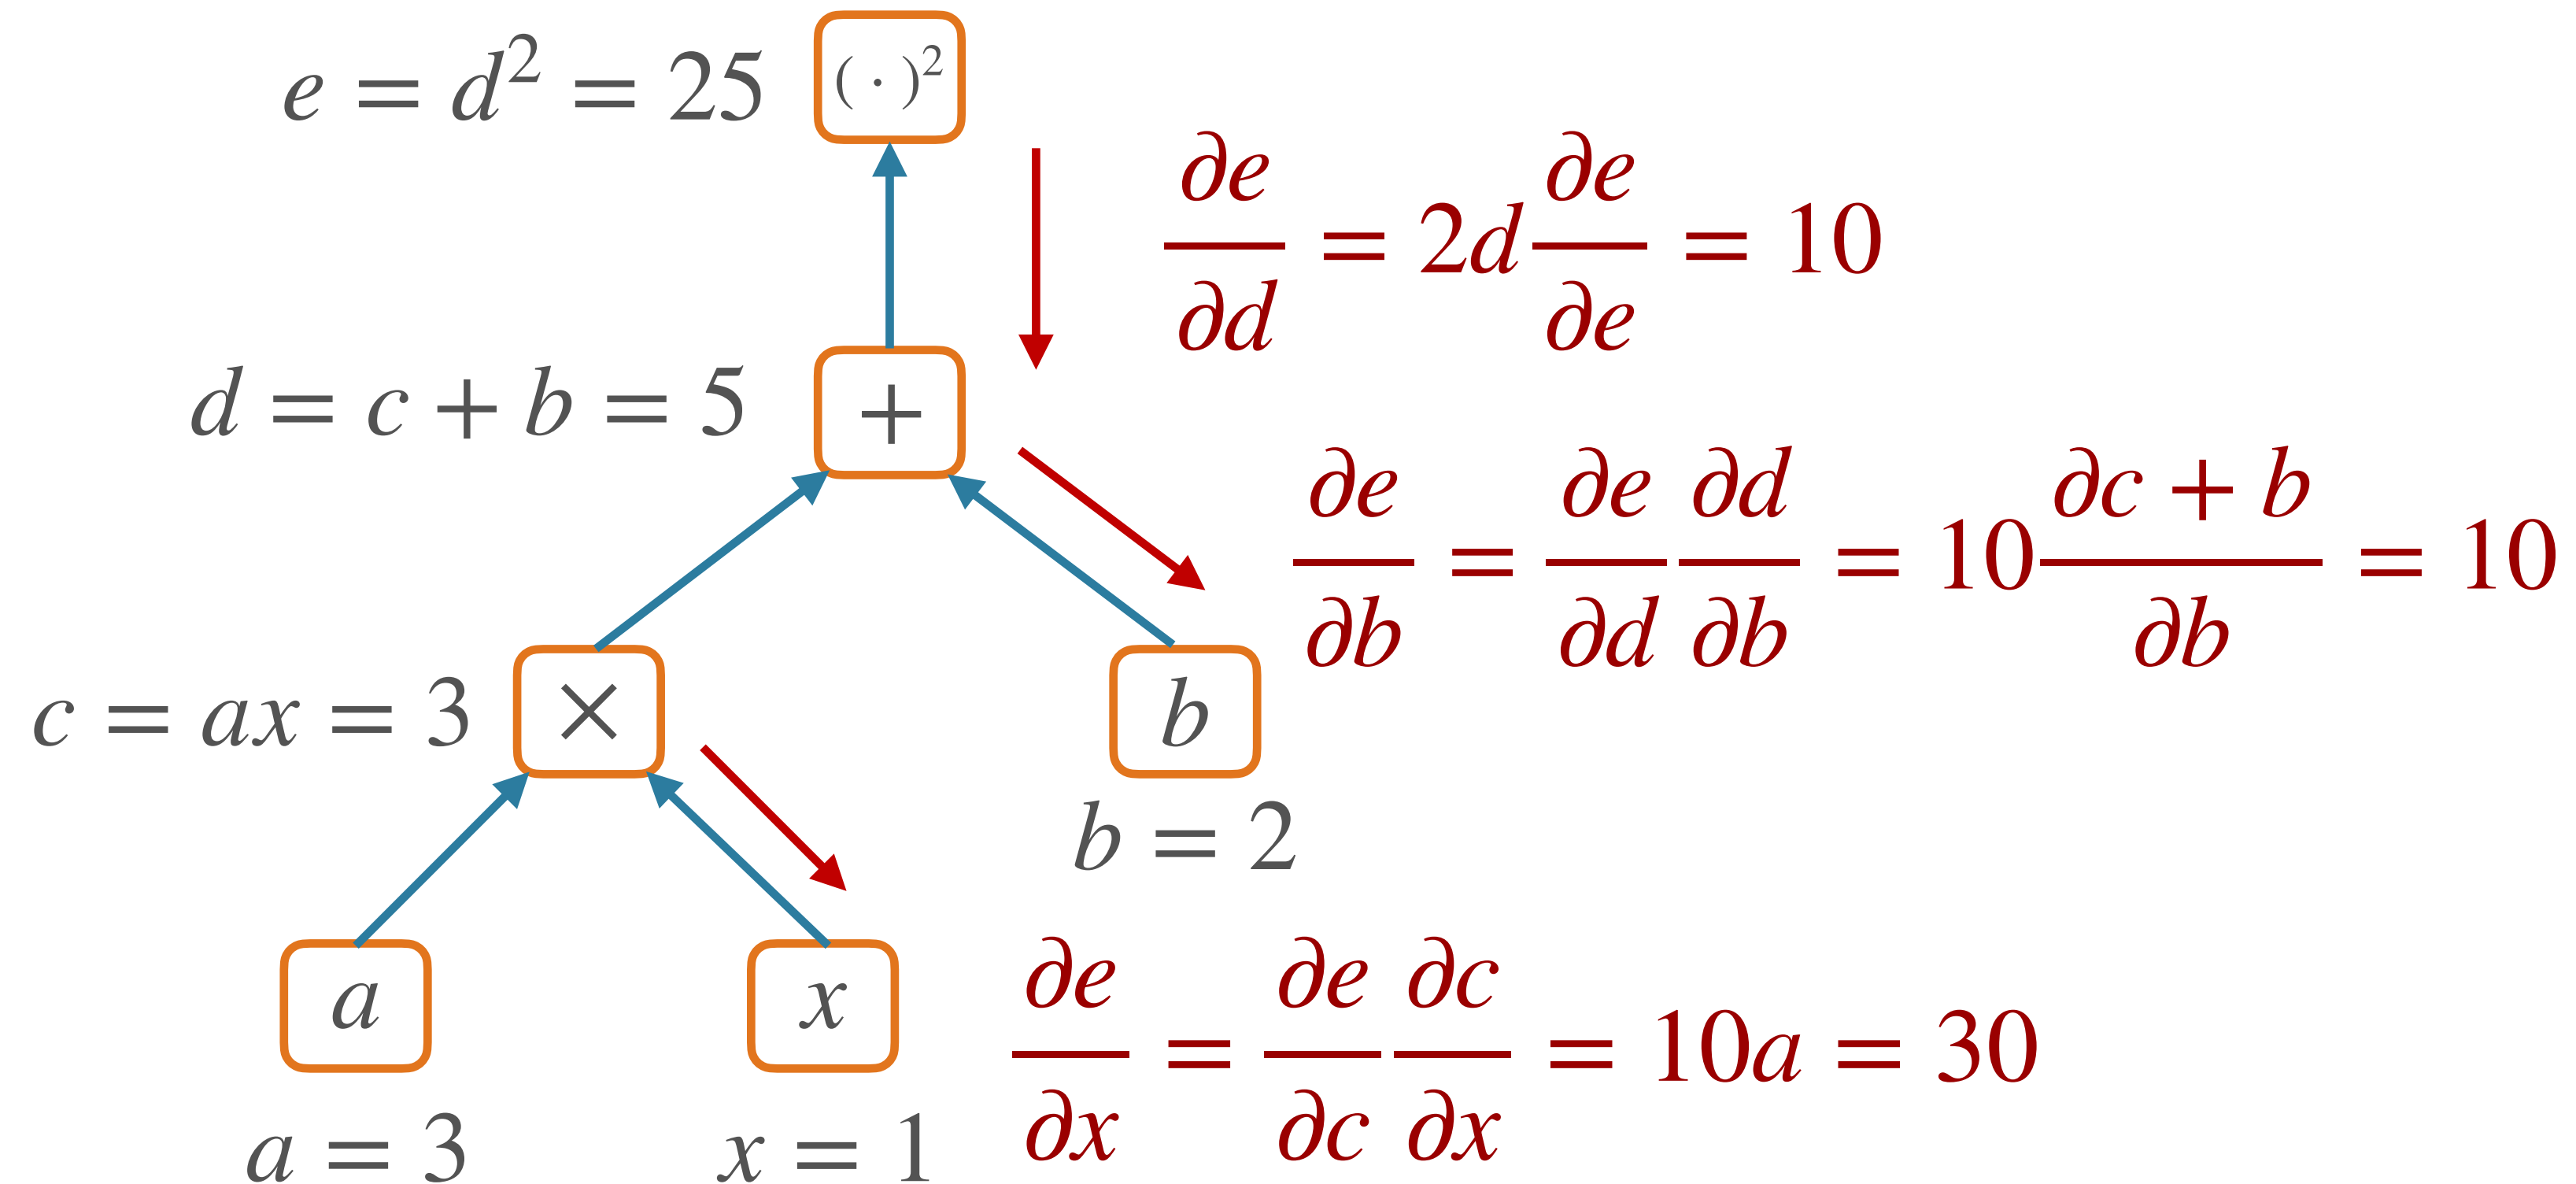 e = d² = 25
( · )²
∂e/∂d = 2d ∂e/∂e = 10
d = c + b = 5
+
∂e/∂b = ∂e/∂d ∂d/∂b = 10 ∂c + b/∂b = 10
c = ax = 3
×
b
b = 2
a
x
∂e/∂x = ∂e/∂c ∂c/∂x = 10a = 30
a = 3
x = 1